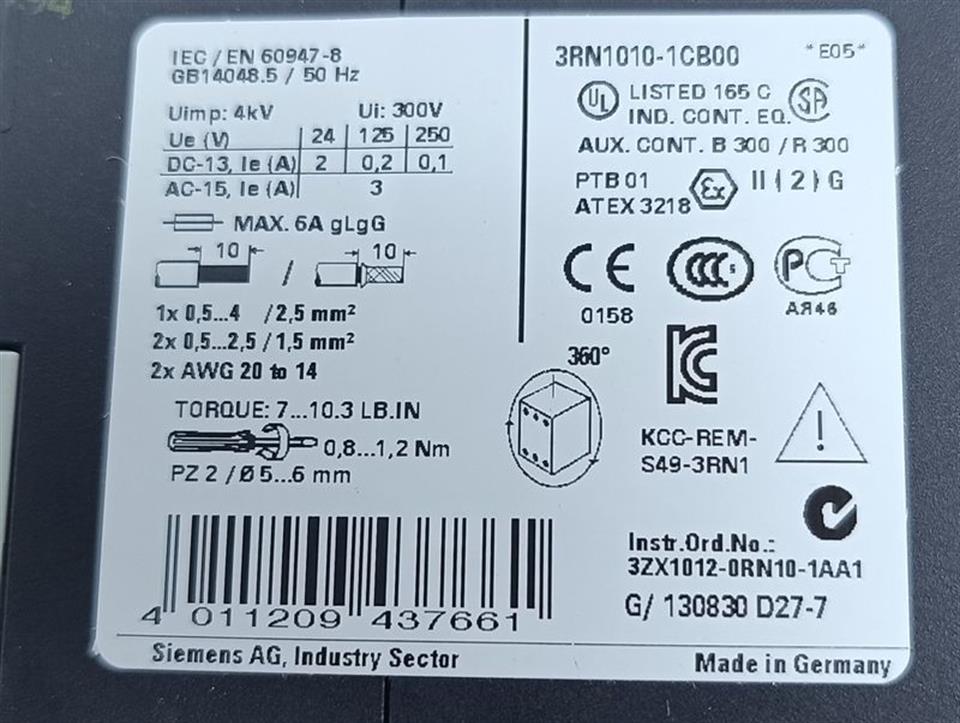 IEC / EN 60947-8
GB14048.5 / 50 Hz
Uimp: 4kV Ui: 300V
Ue (V) 24 125 250
DC-13, Ie (A) 2 0,2 0,1
AC-15, Ie (A) 3
MAX. 6A gLgG
10 / 10
1x 0,5...4 / 2,5 mm²
2x 0,5...2,5 / 1,5 mm²
2x AWG 20 to 14
TORQUE: 7...10.3 LB.IN
0,8...1,2 Nm
PZ 2 / Ø 5...6 mm
3RN1010-1CB00 *E05*
UL LISTED 165 C SA
IND. CONT. EQ.
AUX. CONT. B 300 / R 300
PTB 01 Ex II ( 2 ) G
ATEX 3218
CE CCC S PCT
0158 АЯ46
360°
KCC-REM-
S49-3RN1
Instr.Ord.No.:
3ZX1012-0RN10-1AA1
G/ 130830 D27-7
4 011209 437661
Siemens AG, Industry Sector
Made in Germany